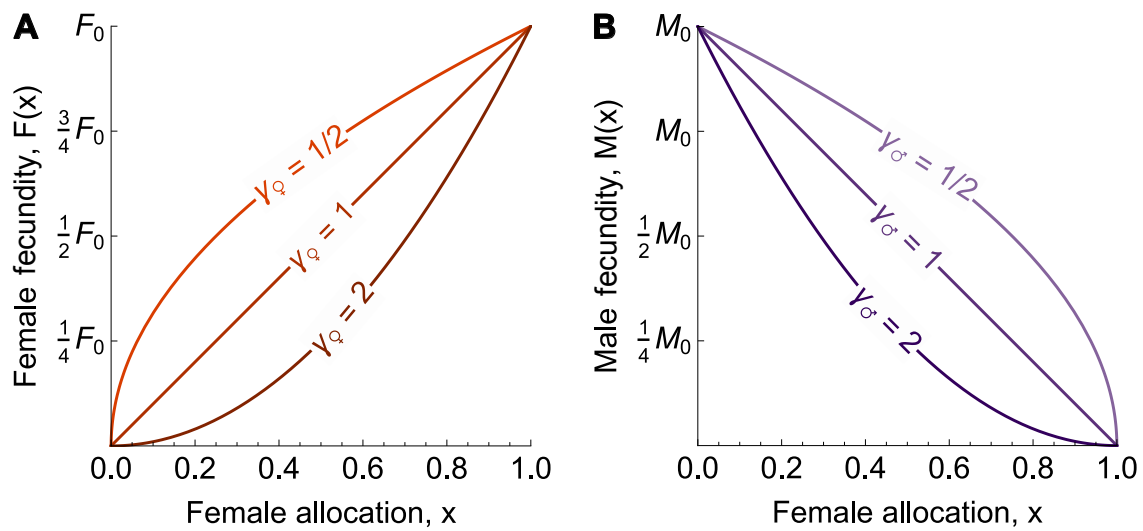 A
Female fecundity, F(x)
F₀
¾F₀
½F₀
¼F₀
γ♀ = 1/2
γ♀ = 1
γ♀ = 2
0.0 0.2 0.4 0.6 0.8 1.0
Female allocation, x
B
Male fecundity, M(x)
M₀
M₀
½M₀
¼M₀
γ♂ = 1/2
γ♂ = 1
γ♂ = 2
0.0 0.2 0.4 0.6 0.8 1.0
Female allocation, x